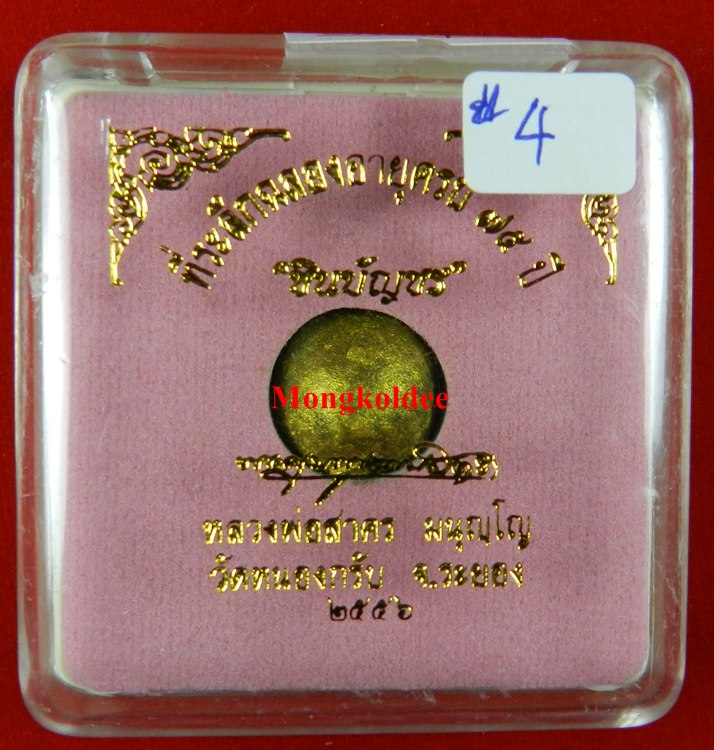 # 4
ที่ระลึกฉลองอายุครบ ๗๕ ปี
"ชินบัญชร"
Mongkoldee
หลวงพ่อสาคร มนุญฺโญ
วัดหนองกรับ จ.ระยอง
๒๕๕๖